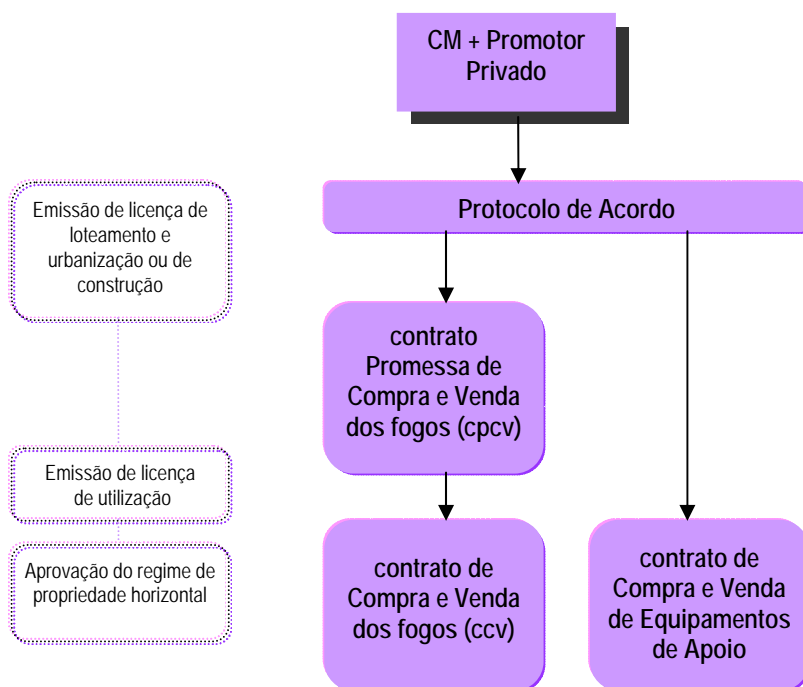 CM + Promotor
Privado
Protocolo de Acordo
Emissão de licença de
loteamento e
urbanização ou de
construção
contrato
Promessa de
Compra e Venda
dos fogos (cpcv)
Emissão de licença
de utilização
Aprovação do regime de
propriedade horizontal
contrato de
Compra e Venda
dos fogos (ccv)
contrato de
Compra e Venda
de Equipamentos
de Apoio